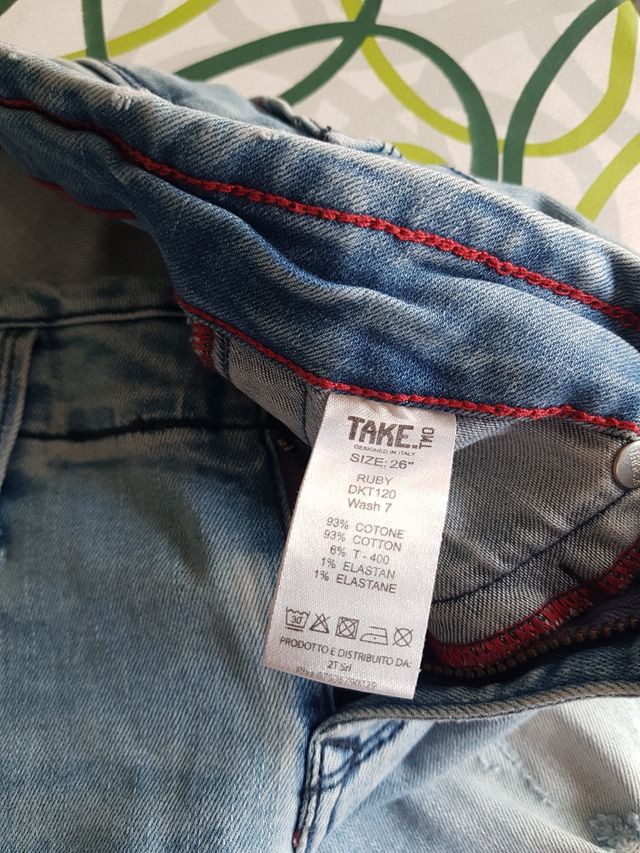 TAKE.TWO
DESIGNED IN ITALY
SIZE: 26"
RUBY
DKT120
Wash 7
93% COTONE
93% COTTON
6% T - 400
1% ELASTAN
1% ELASTANE
30
PRODOTTO E DISTRIBUITO DA:
2T Srl